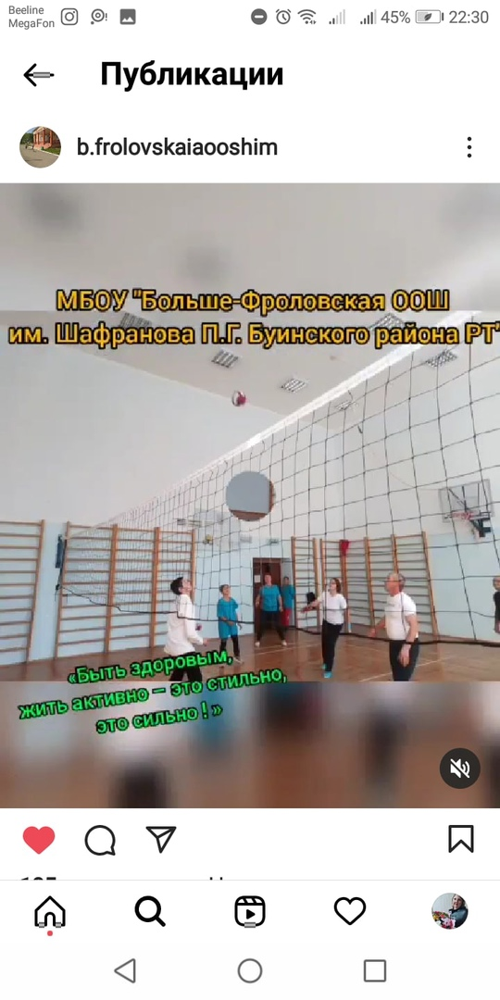 Beeline
MegaFon
45%
22:30
Публикации
b.frolovskaiaooshim
МБОУ "Больше-Фроловская ООШ
им. Шафранова П.Г. Буинского района РТ"
«Быть здоровым,
жить активно – это стильно,
это сильно ! »